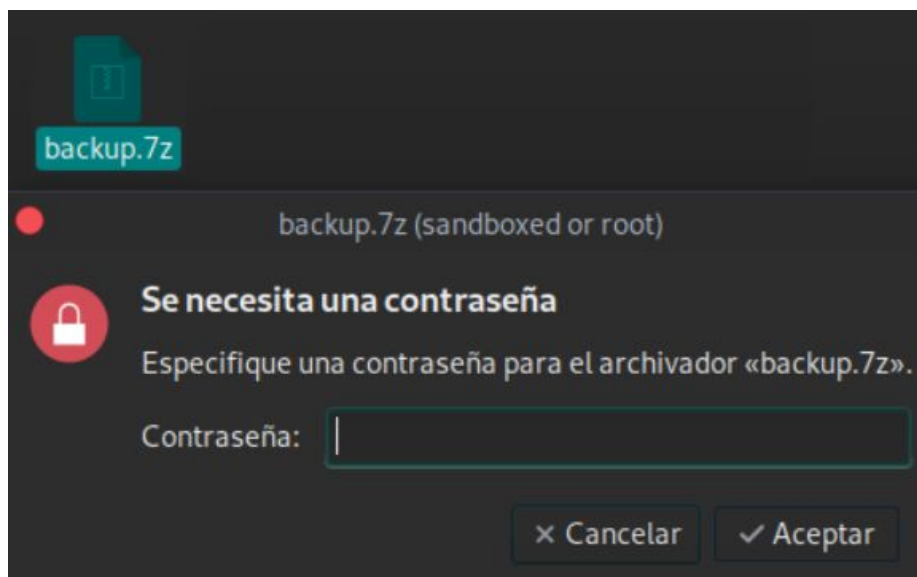 backup.7z
backup.7z (sandboxed or root)
Se necesita una contraseña
Especifique una contraseña para el archivador «backup.7z».
Contraseña:
Cancelar
Aceptar